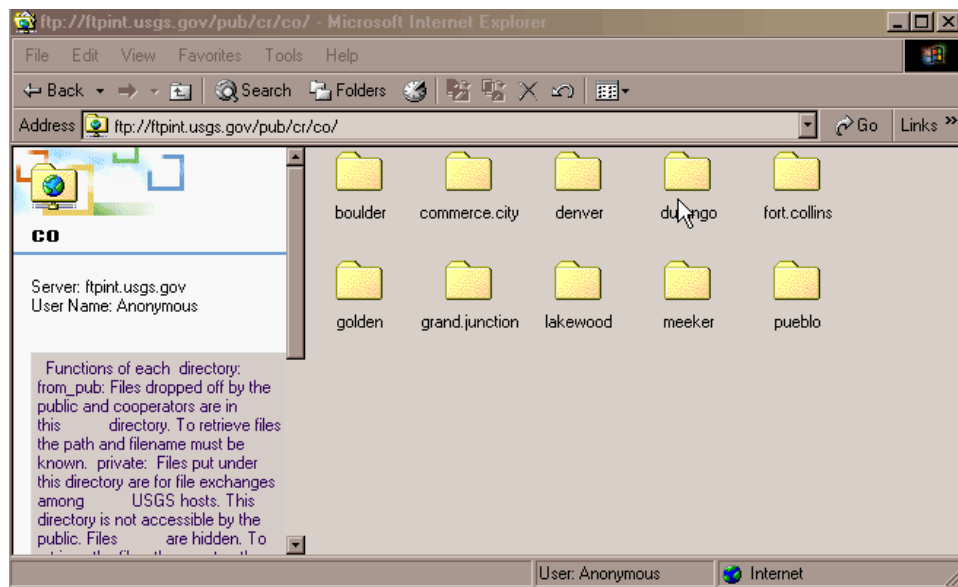 ftp://ftpint.usgs.gov/pub/cr/co/ - Microsoft Internet Explorer
File Edit View Favorites Tools Help
Back Search Folders
Address ftp://ftpint.usgs.gov/pub/cr/co/ Go Links »
co
Server: ftpint.usgs.gov
User Name: Anonymous
Functions of each directory:
from_pub: Files dropped off by the
public and cooperators are in
this directory. To retrieve files
the path and filename must be
known. private: Files put under
this directory are for file exchanges
among USGS hosts. This
directory is not accessible by the
public. Files are hidden. To
boulder commerce.city denver durango fort.collins
golden grand.junction lakewood meeker pueblo
User: Anonymous Internet